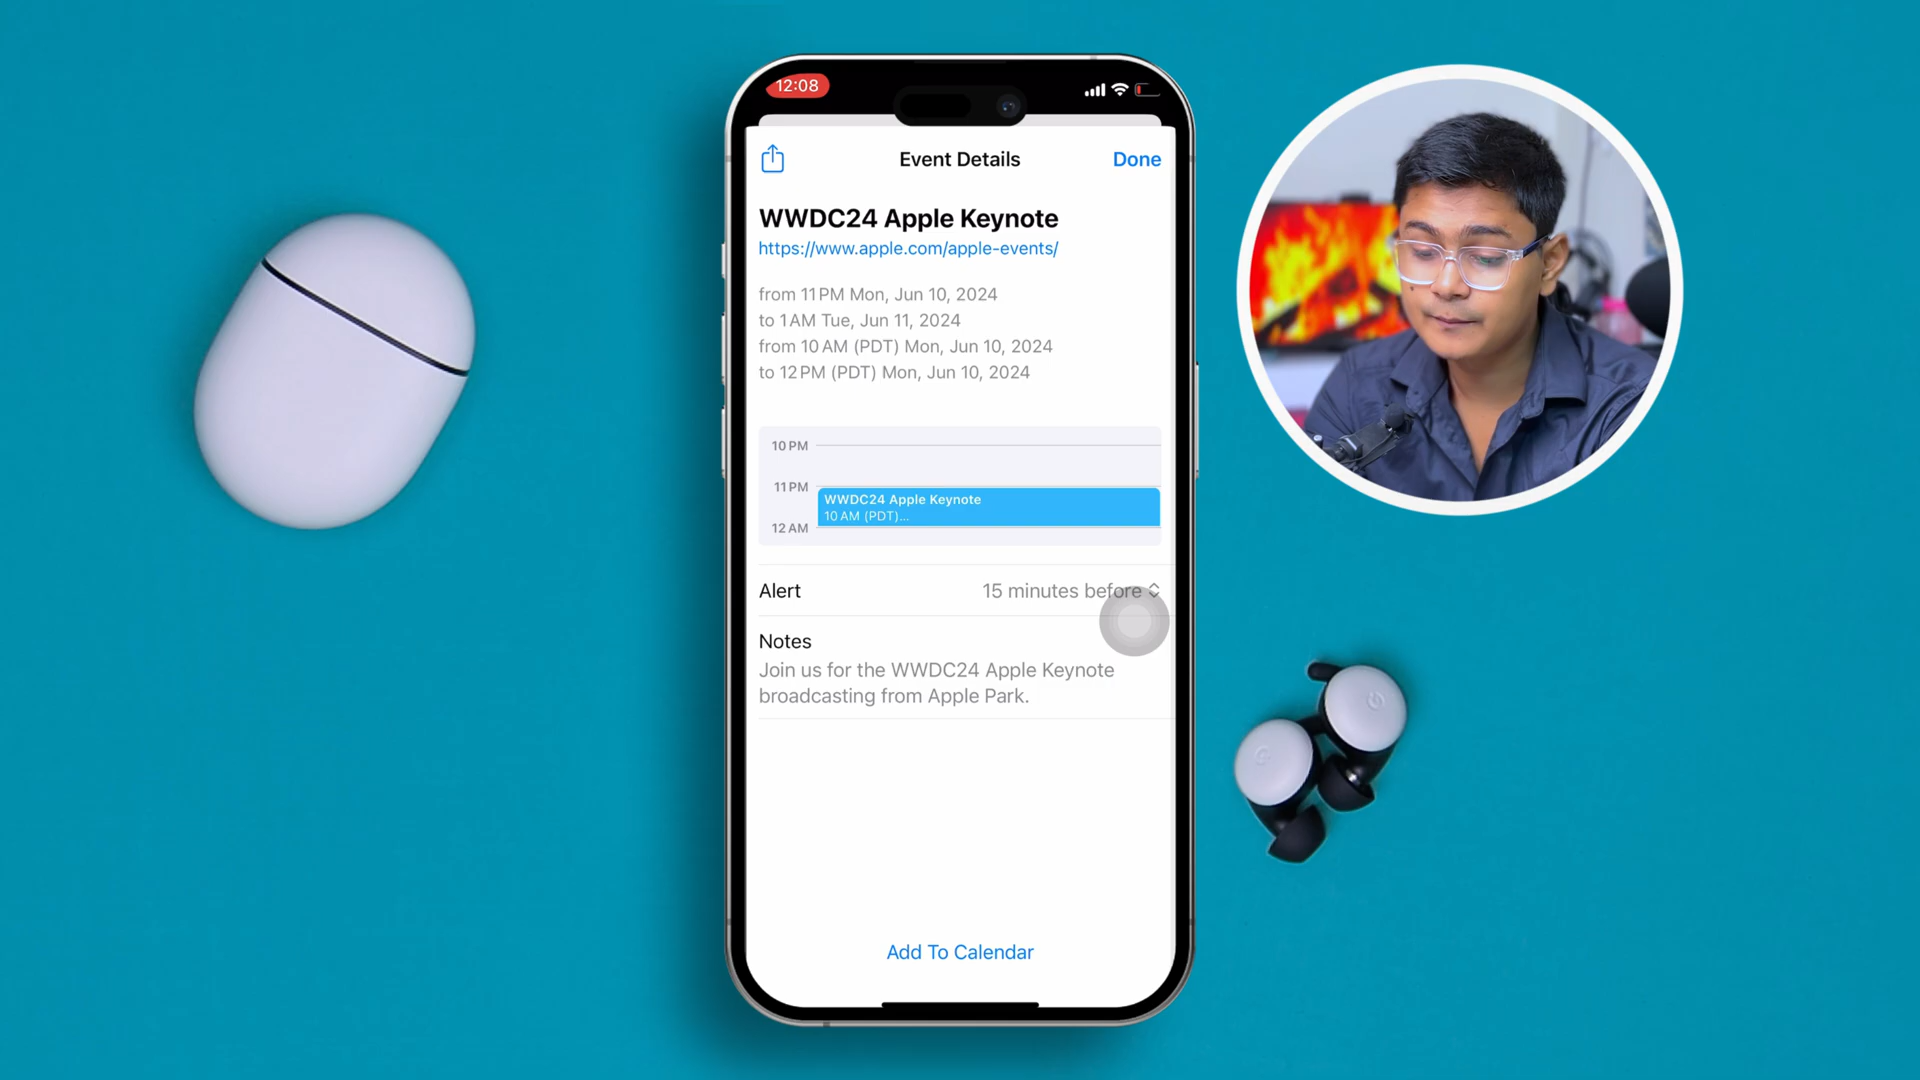 12:08
Event Details
Done
WWDC24 Apple Keynote
https://www.apple.com/apple-events/
from 11 PM Mon, Jun 10, 2024
to 1 AM Tue, Jun 11, 2024
from 10 AM (PDT) Mon, Jun 10, 2024
to 12 PM (PDT) Mon, Jun 10, 2024
10 PM
11 PM
WWDC24 Apple Keynote
10 AM (PDT)...
12 AM
Alert
15 minutes before
Notes
Join us for the WWDC24 Apple Keynote
broadcasting from Apple Park.
Add To Calendar